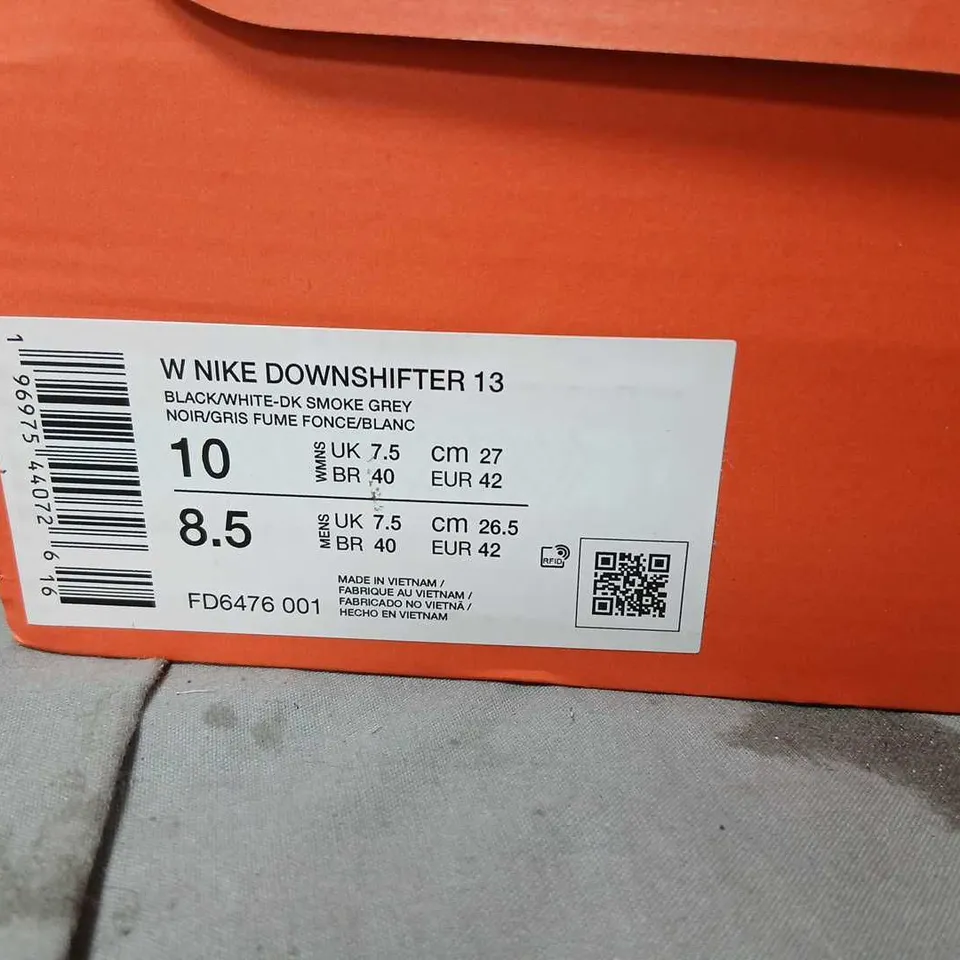 W NIKE DOWNSHIFTER 13
BLACK/WHITE-DK SMOKE GREY
NOIR/GRIS FUME FONCE/BLANC
10 WMNS UK 7.5 cm 27
BR 40 EUR 42
8.5 MENS UK 7.5 cm 26.5
BR 40 EUR 42
RFID
FD6476 001
MADE IN VIETNAM /
FABRIQUE AU VIETNAM /
FABRICADO NO VIETNÃ /
HECHO EN VIETNAM
1 96975 44072 6 16